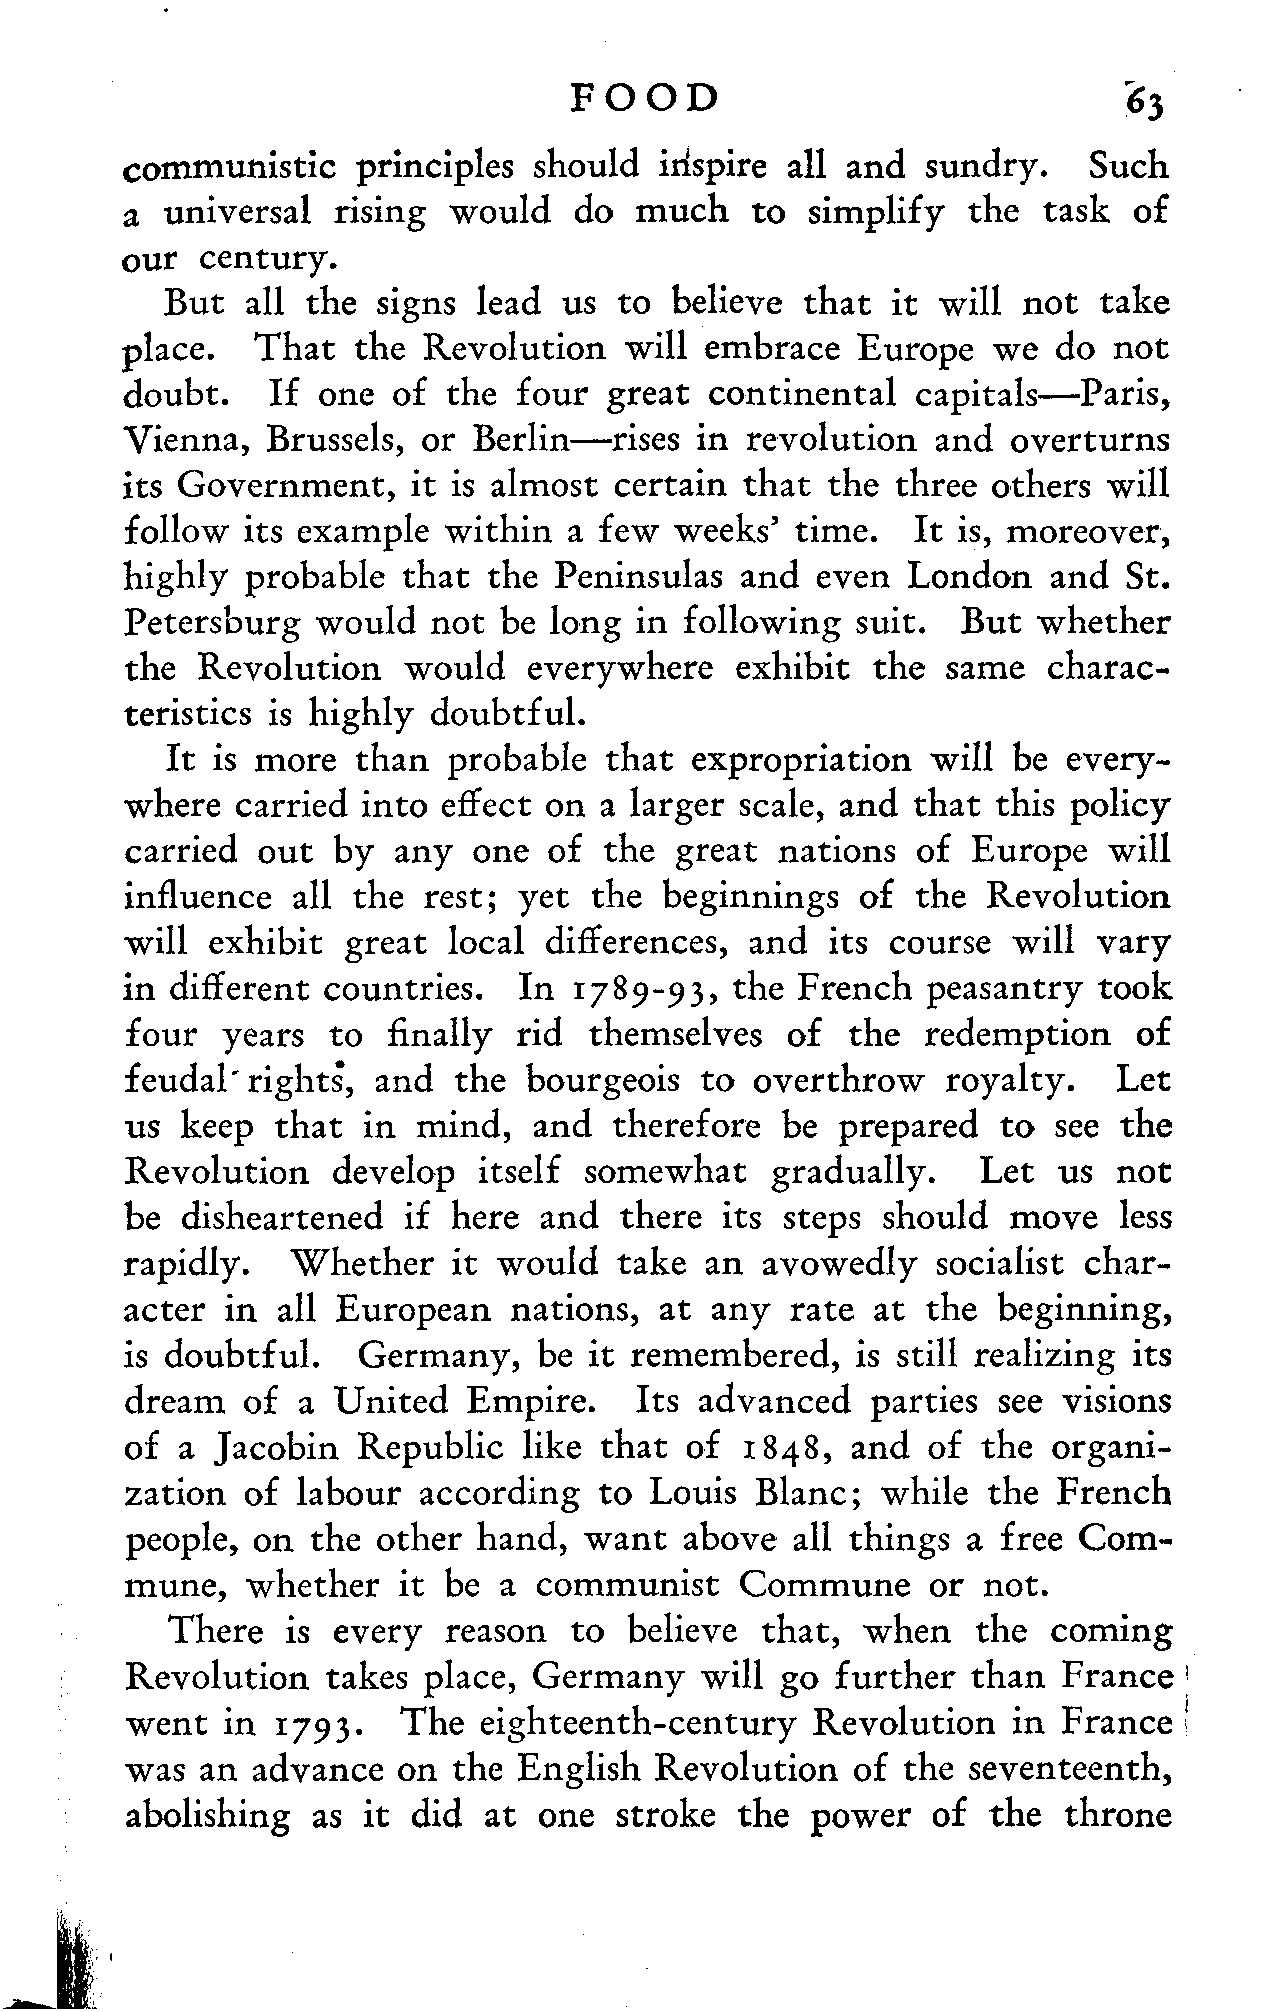 FOOD 63
communistic principles should inspire all and sundry. Such
a universal rising would do much to simplify the task of
our century.
But all the signs lead us to believe that it will not take
place. That the Revolution will embrace Europe we do not
doubt. If one of the four great continental capitals—Paris,
Vienna, Brussels, or Berlin—rises in revolution and overturns
its Government, it is almost certain that the three others will
follow its example within a few weeks' time. It is, moreover,
highly probable that the Peninsulas and even London and St.
Petersburg would not be long in following suit. But whether
the Revolution would everywhere exhibit the same charac-
teristics is highly doubtful.
It is more than probable that expropriation will be every-
where carried into effect on a larger scale, and that this policy
carried out by any one of the great nations of Europe will
influence all the rest; yet the beginnings of the Revolution
will exhibit great local differences, and its course will vary
in different countries. In 1789-93, the French peasantry took
four years to finally rid themselves of the redemption of
feudal rights, and the bourgeois to overthrow royalty. Let
us keep that in mind, and therefore be prepared to see the
Revolution develop itself somewhat gradually. Let us not
be disheartened if here and there its steps should move less
rapidly. Whether it would take an avowedly socialist char-
acter in all European nations, at any rate at the beginning,
is doubtful. Germany, be it remembered, is still realizing its
dream of a United Empire. Its advanced parties see visions
of a Jacobin Republic like that of 1848, and of the organi-
zation of labour according to Louis Blanc; while the French
people, on the other hand, want above all things a free Com-
mune, whether it be a communist Commune or not.
There is every reason to believe that, when the coming
Revolution takes place, Germany will go further than France
went in 1793. The eighteenth-century Revolution in France
was an advance on the English Revolution of the seventeenth,
abolishing as it did at one stroke the power of the throne